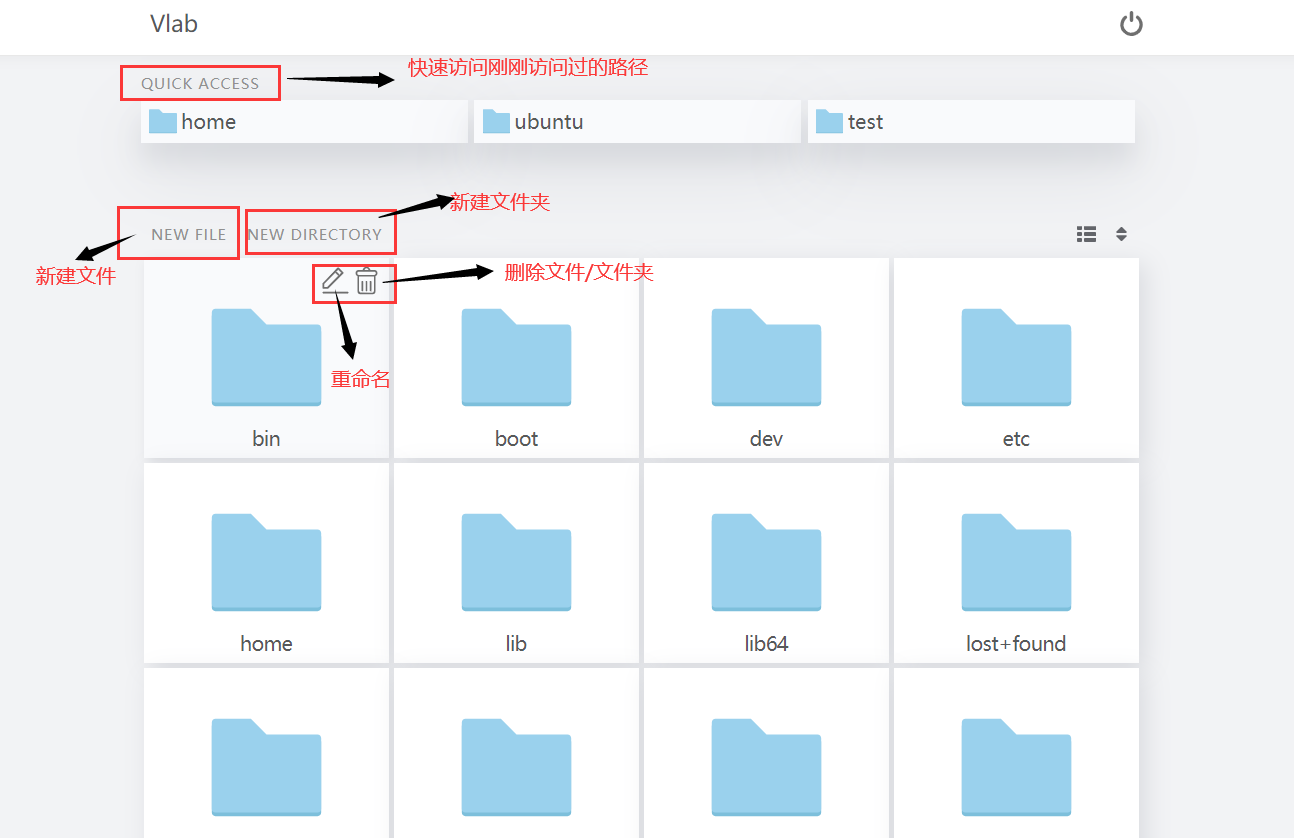 Vlab
QUICK ACCESS
快速访问刚刚访问过的路径
home
ubuntu
test
新建文件夹
NEW FILE
NEW DIRECTORY
新建文件
删除文件/文件夹
重命名
bin
boot
dev
etc
home
lib
lib64
lost+found